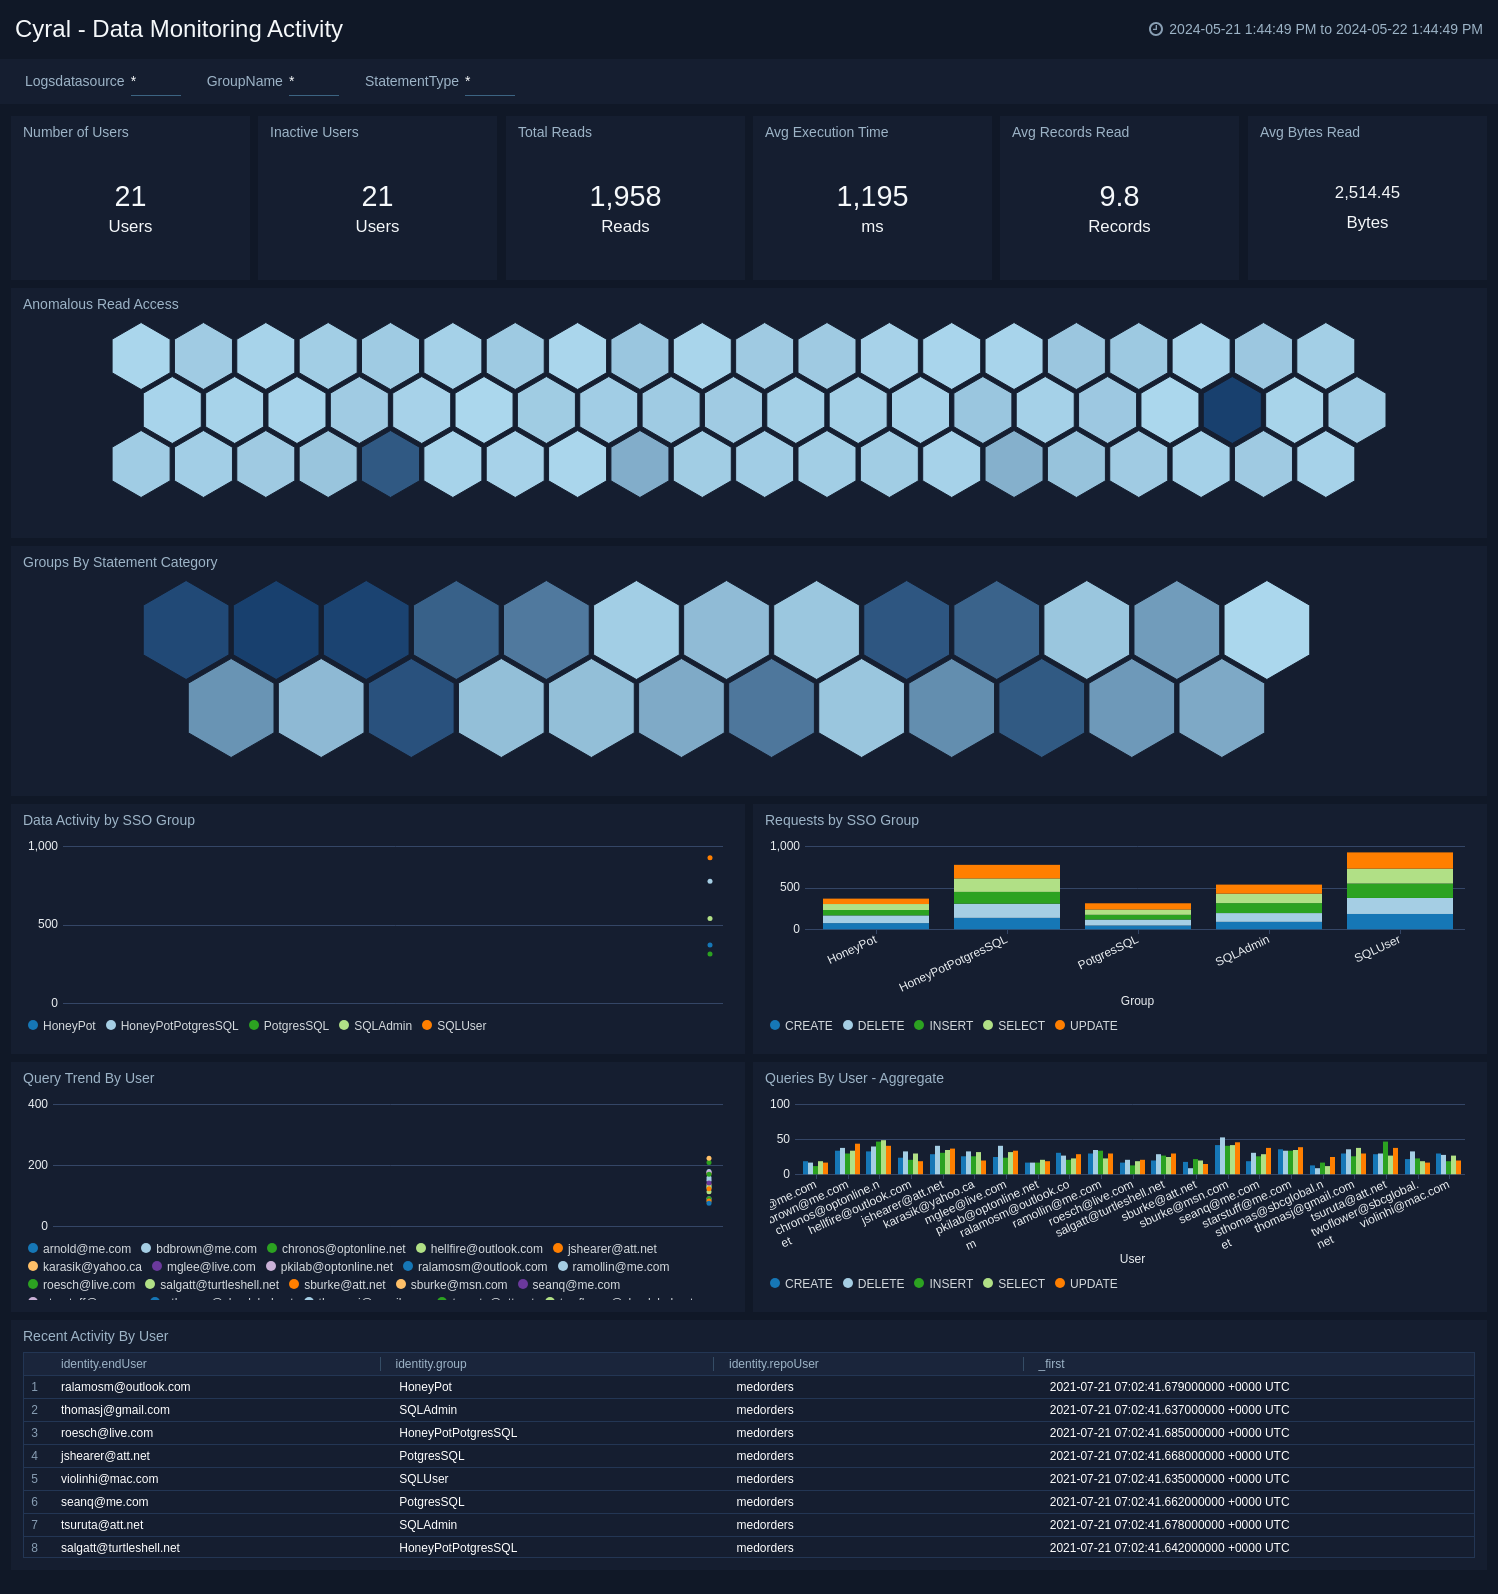 Cyral - Data Monitoring Activity
2024-05-21 1:44:49 PM to 2024-05-22 1:44:49 PM
Logsdatasource * GroupName * StatementType *
Number of Users Inactive Users Total Reads Avg Execution Time Avg Records Read Avg Bytes Read
21 21 1,958 1,195 9.8 2,514.45
Users Users Reads ms Records Bytes
Anomalous Read Access
Groups By Statement Category
Data Activity by SSO Group
1,000
500
0
HoneyPot HoneyPotPotgresSQL PotgresSQL SQLAdmin SQLUser
Requests by SSO Group
1,000
500
0
HoneyPot HoneyPotPotgresSQL PotgresSQL SQLAdmin SQLUser
Group
CREATE DELETE INSERT SELECT UPDATE
Query Trend By User
400
200
0
arnold@me.com bdbrown@me.com chronos@optonline.net hellfire@outlook.com jshearer@att.net
karasik@yahoo.ca mglee@live.com pkilab@optonline.net ralamosm@outlook.com ramollin@me.com
roesch@live.com salgatt@turtleshell.net sburke@att.net sburke@msn.com seanq@me.com
Queries By User - Aggregate
100
50
0
@me.com
brown@me.com
chronos@optonline.n
et
hellfire@outlook.com
jshearer@att.net
karasik@yahoo.ca
mglee@live.com
pkilab@optonline.net
ralamosm@outlook.co
m
ramollin@me.com
roesch@live.com
salgatt@turtleshell.net
sburke@att.net
sburke@msn.com
seanq@me.com
starstuff@me.com
sthomas@sbcglobal.n
et
thomasj@gmail.com
tsuruta@att.net
twoflower@sbcglobal.
net
violinhi@mac.com
User
CREATE DELETE INSERT SELECT UPDATE
Recent Activity By User
identity.endUser identity.group identity.repoUser _first
1 ralamosm@outlook.com HoneyPot medorders 2021-07-21 07:02:41.679000000 +0000 UTC
2 thomasj@gmail.com SQLAdmin medorders 2021-07-21 07:02:41.637000000 +0000 UTC
3 roesch@live.com HoneyPotPotgresSQL medorders 2021-07-21 07:02:41.685000000 +0000 UTC
4 jshearer@att.net PotgresSQL medorders 2021-07-21 07:02:41.668000000 +0000 UTC
5 violinhi@mac.com SQLUser medorders 2021-07-21 07:02:41.635000000 +0000 UTC
6 seanq@me.com PotgresSQL medorders 2021-07-21 07:02:41.662000000 +0000 UTC
7 tsuruta@att.net SQLAdmin medorders 2021-07-21 07:02:41.678000000 +0000 UTC
8 salgatt@turtleshell.net HoneyPotPotgresSQL medorders 2021-07-21 07:02:41.642000000 +0000 UTC